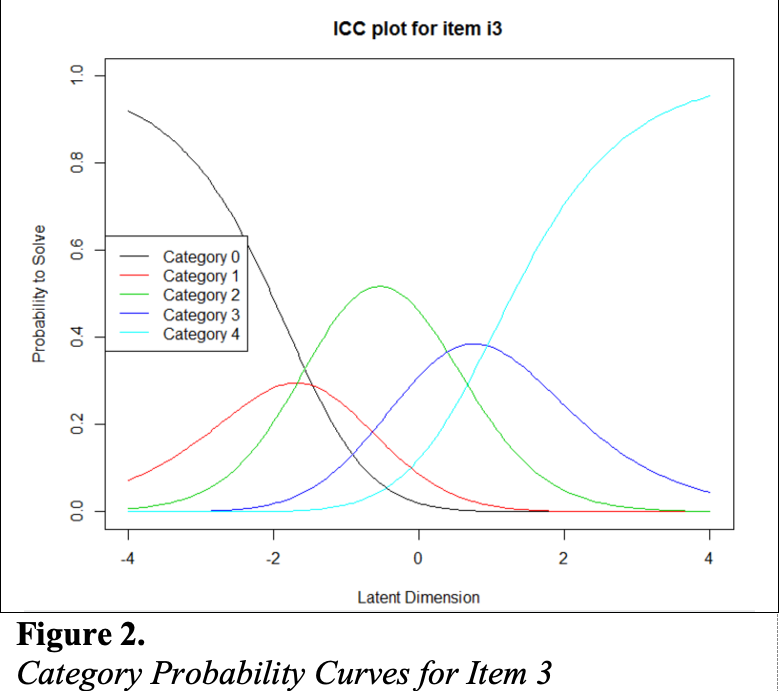 ICC plot for item i3
1.0
0.8
0.6
0.4
0.2
0.0
Probability to Solve
Category 0
Category 1
Category 2
Category 3
Category 4
-4 -2 0 2 4
Latent Dimension
Figure 2.
Category Probability Curves for Item 3